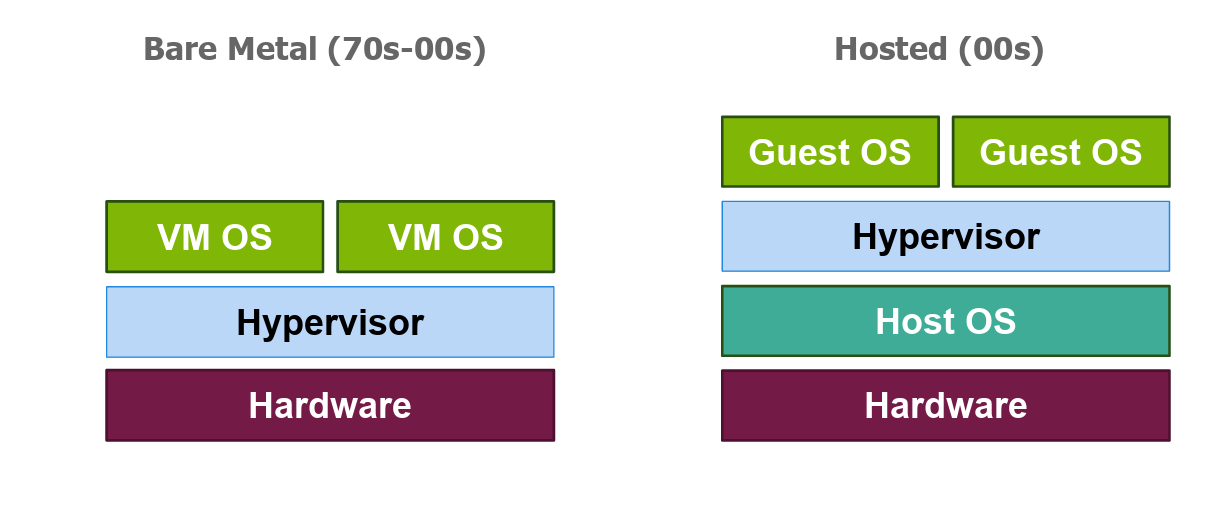 Bare Metal (70s-00s)
VM OS VM OS
Hypervisor
Hardware
Hosted (00s)
Guest OS Guest OS
Hypervisor
Host OS
Hardware